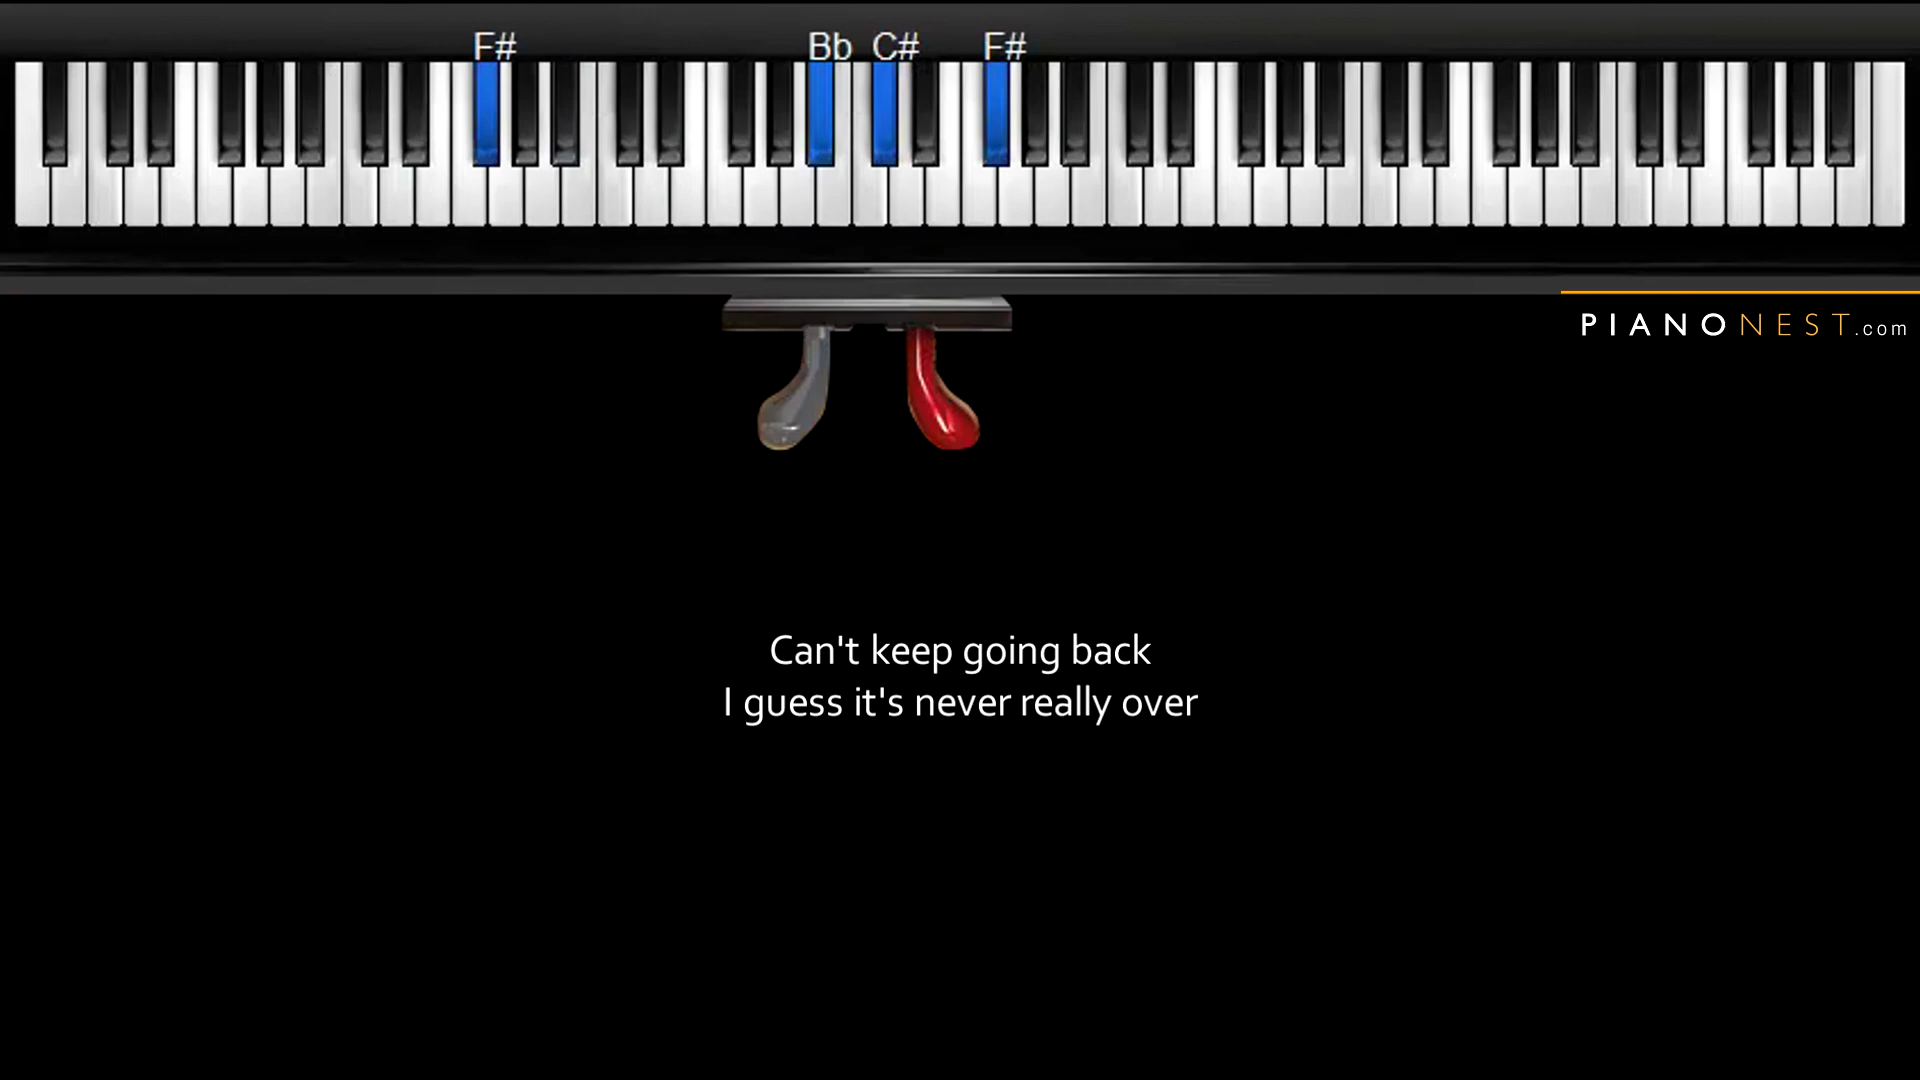 F# Bb C# F#
PIANONEST.com
Can't keep going back
I guess it's never really over